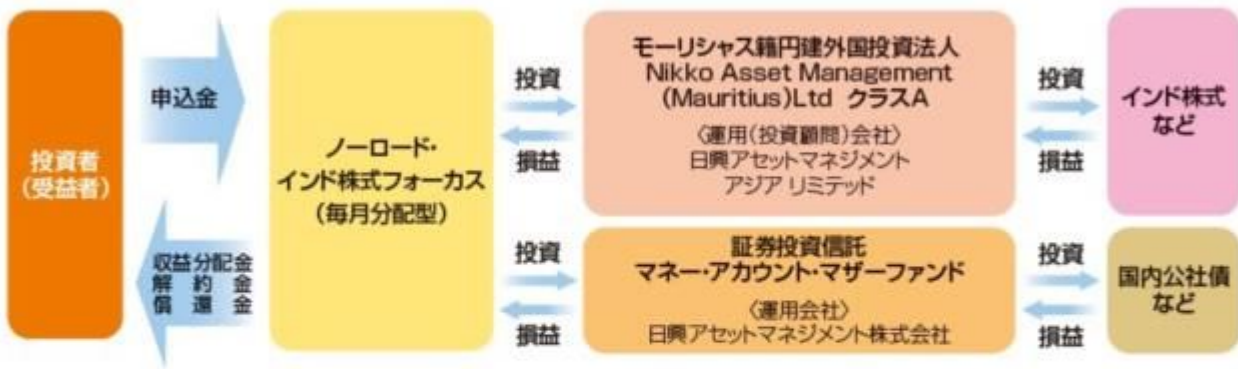 投資者
(受益者)
申込金
収益分配金
解約金
償還金
ノーロード・
インド株式フォーカス
(毎月分配型)
投資
損益
モーリシャス籍円建外国投資法人
Nikko Asset Management
(Mauritius)Ltd クラスA
〈運用(投資顧問)会社〉
日興アセットマネジメント
アジア リミテッド
投資
損益
インド株式
など
投資
損益
証券投資信託
マネー・アカウント・マザーファンド
〈運用会社〉
日興アセットマネジメント株式会社
投資
損益
国内公社債
など